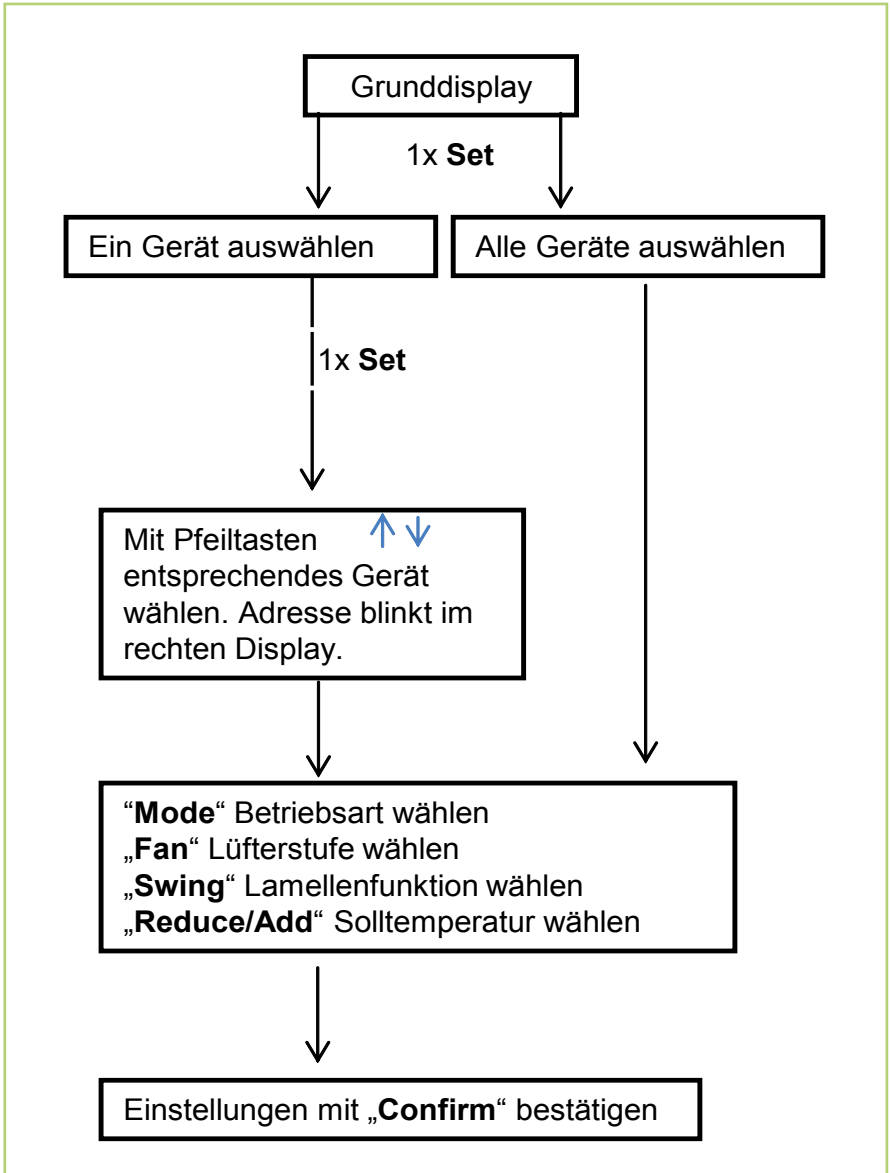 Grunddisplay
1x Set
Ein Gerät auswählen
Alle Geräte auswählen
1x Set
Mit Pfeiltasten ↑ ↓
entsprechendes Gerät
wählen. Adresse blinkt im
rechten Display.
“Mode“ Betriebsart wählen
„Fan“ Lüfterstufe wählen
„Swing“ Lamellenfunktion wählen
„Reduce/Add“ Solltemperatur wählen
Einstellungen mit „Confirm“ bestätigen